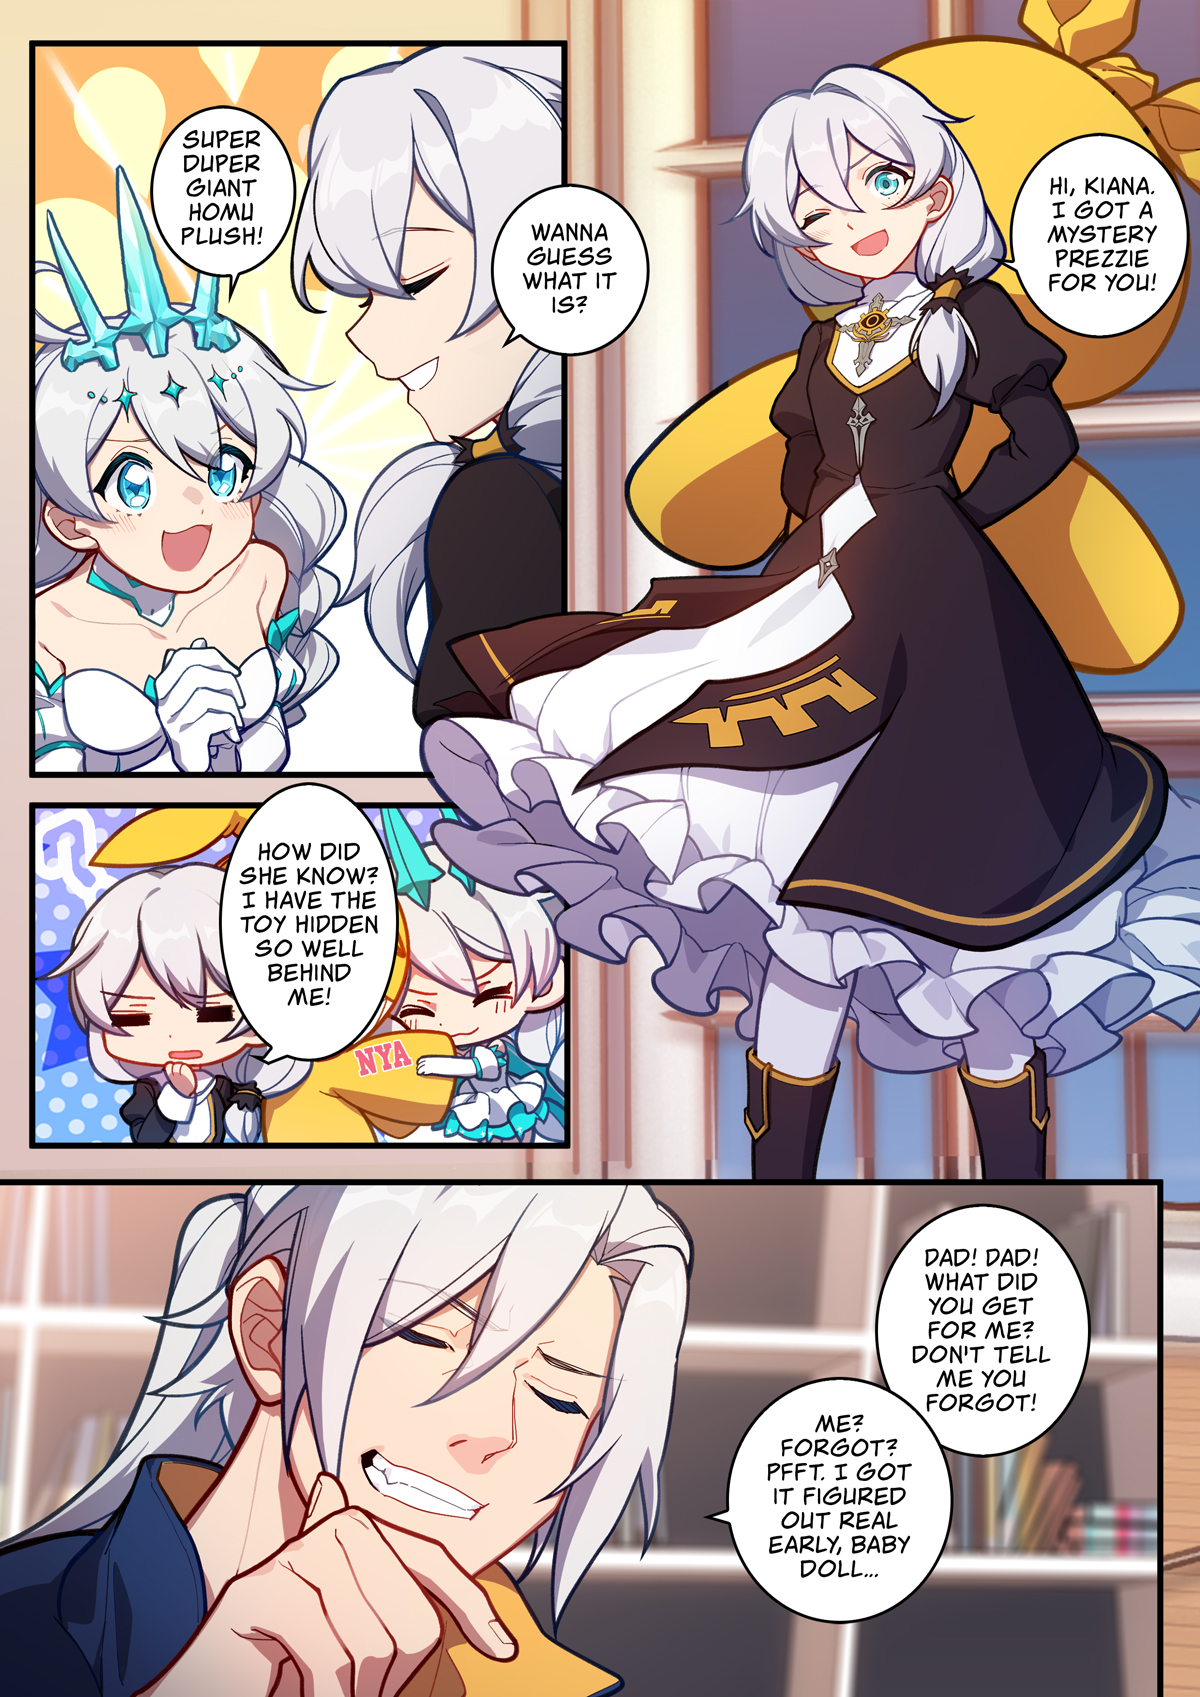 HI, KIANA.
I GOT A
MYSTERY
PREZZIE
FOR YOU!
WANNA
GUESS
WHAT IT
IS?
SUPER
DUPER
GIANT
HOMU
PLUSH!
HOW DID
SHE KNOW?
I HAVE THE
TOY HIDDEN
SO WELL
BEHIND
ME!
NYA
DAD! DAD!
WHAT DID
YOU GET
FOR ME?
DON'T TELL
ME YOU
FORGOT!
ME?
FORGOT?
PFFT. I GOT
IT FIGURED
OUT REAL
EARLY, BABY
DOLL...